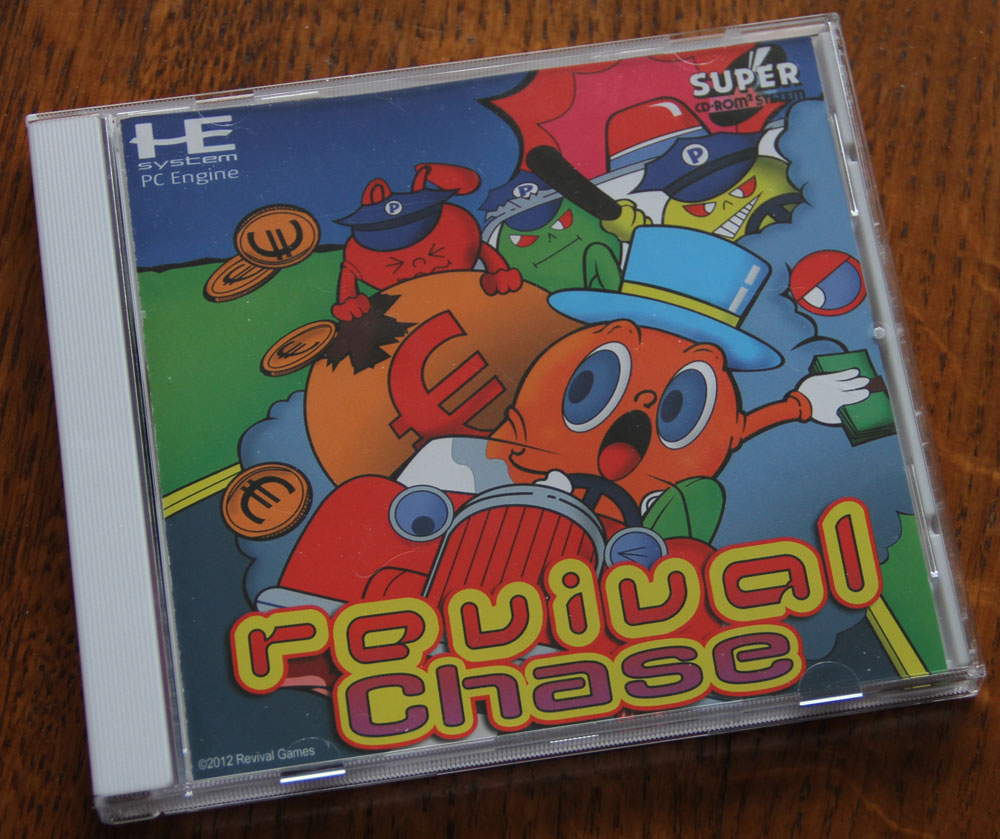 HE
system
PC Engine
SUPER
CD-ROM² SYSTEM
P
P
P
€
€
€
€
€
revival
chase
©2012 Revival Games